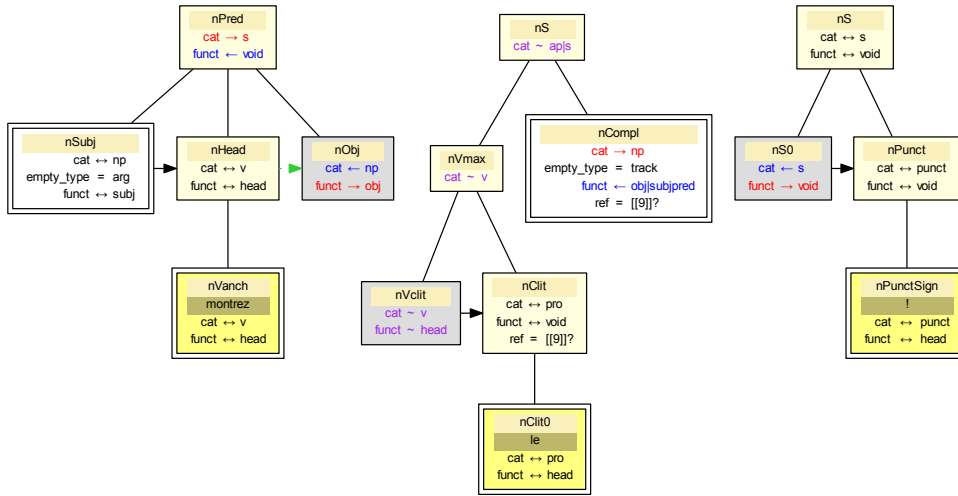 nPred
cat → s
funct ← void
nSubj
cat ↔ np
empty_type = arg
funct ↔ subj
nHead
cat ↔ v
funct ↔ head
nObj
cat ← np
funct → obj
nVanch
montrez
cat ↔ v
funct ↔ head
nS
cat ~ ap|s
nVmax
cat ~ v
nCompl
cat → np
empty_type = track
funct ← obj|subjpred
ref = [[9]]?
nVclit
cat ~ v
funct ~ head
nClit
cat ↔ pro
funct ↔ void
ref = [[9]]?
nClit0
le
cat ↔ pro
funct ↔ head
nS
cat ↔ s
funct ↔ void
nS0
cat ← s
funct → void
nPunct
cat ↔ punct
funct ↔ void
nPunctSign
!
cat ↔ punct
funct ↔ head